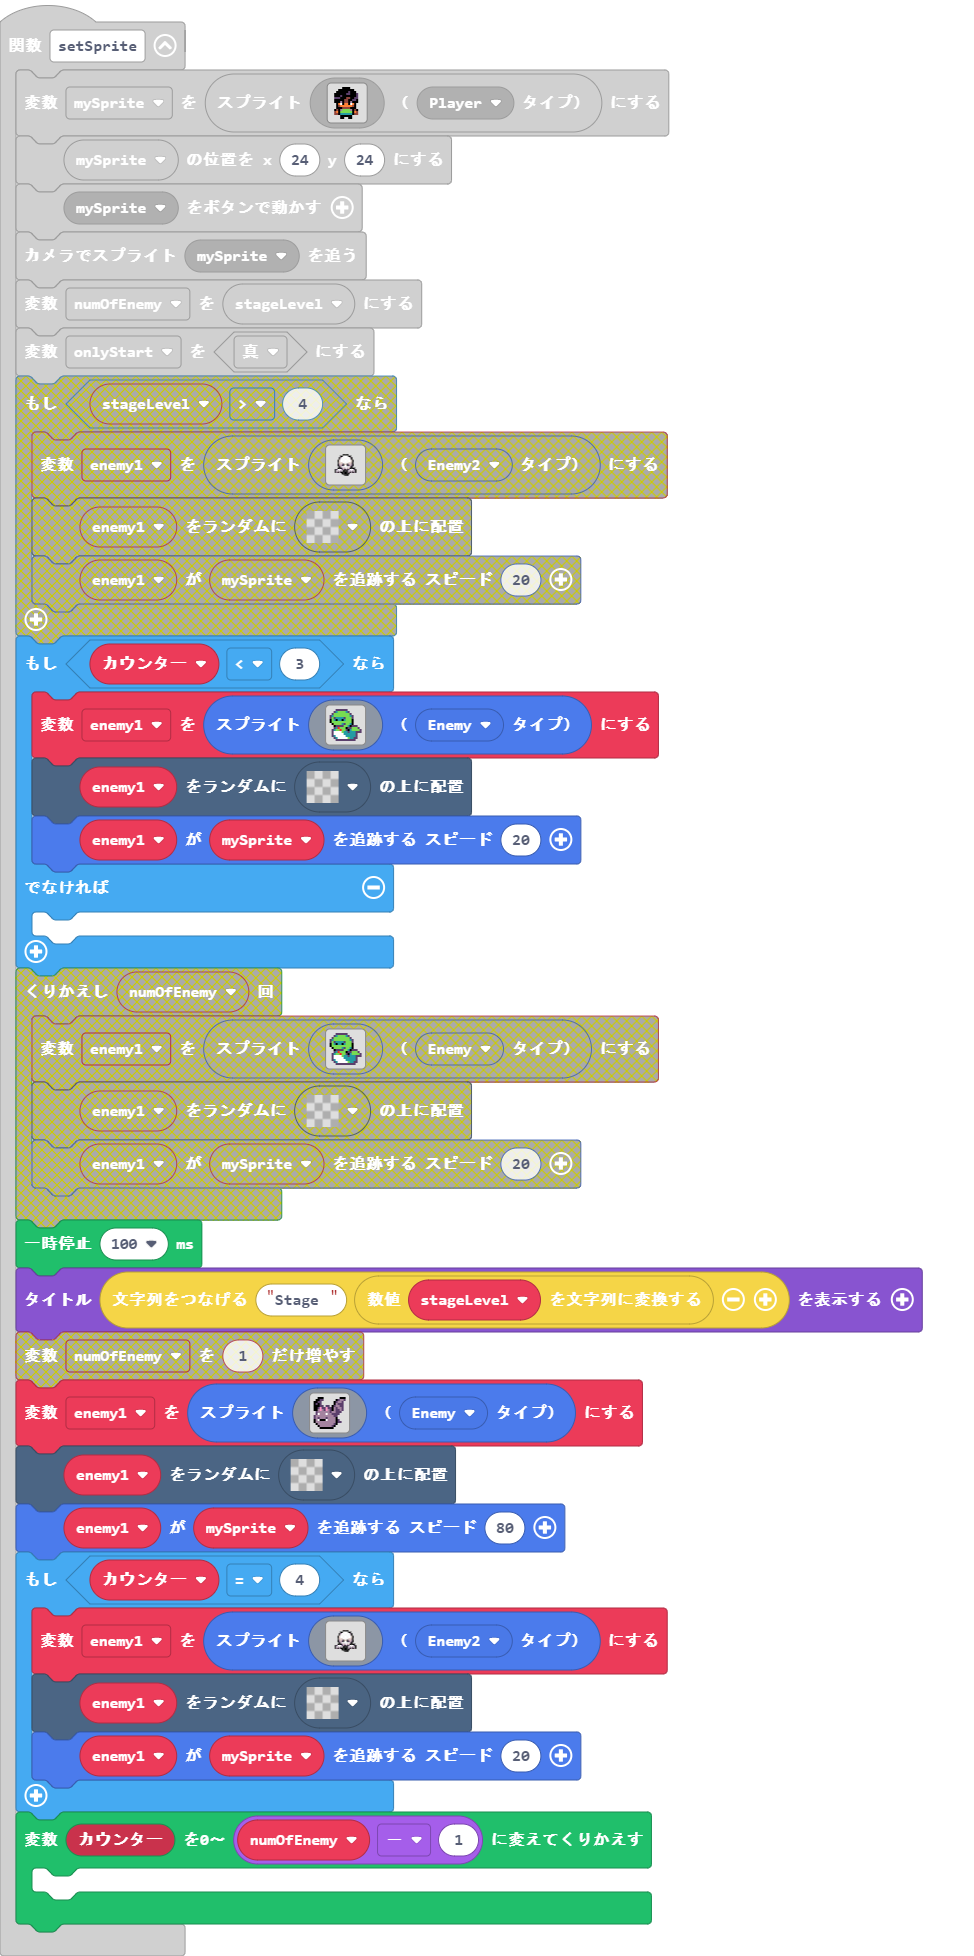 関数 setSprite
変数 mySprite を スプライト ( Player タイプ) にする
mySprite の位置を x 24 y 24 にする
mySprite をボタンで動かす
カメラでスプライト mySprite を追う
変数 numOfEnemy を stageLevel にする
変数 onlyStart を 真 にする
もし stageLevel > 4 なら
変数 enemy1 を スプライト ( Enemy2 タイプ) にする
enemy1 をランダムに の上に配置
enemy1 が mySprite を追跡する スピード 20
もし カウンター < 3 なら
変数 enemy1 を スプライト ( Enemy タイプ) にする
enemy1 をランダムに の上に配置
enemy1 が mySprite を追跡する スピード 20
でなければ
くりかえし numOfEnemy 回
変数 enemy1 を スプライト ( Enemy タイプ) にする
enemy1 をランダムに の上に配置
enemy1 が mySprite を追跡する スピード 20
一時停止 100 ms
タイトル 文字列をつなげる "Stage " 数値 stageLevel を文字列に変換する を表示する
変数 numOfEnemy を 1 だけ増やす
変数 enemy1 を スプライト ( Enemy タイプ) にする
enemy1 をランダムに の上に配置
enemy1 が mySprite を追跡する スピード 80
もし カウンター = 4 なら
変数 enemy1 を スプライト ( Enemy2 タイプ) にする
enemy1 をランダムに の上に配置
enemy1 が mySprite を追跡する スピード 20
変数 カウンター を0～ numOfEnemy － 1 に変えてくりかえす